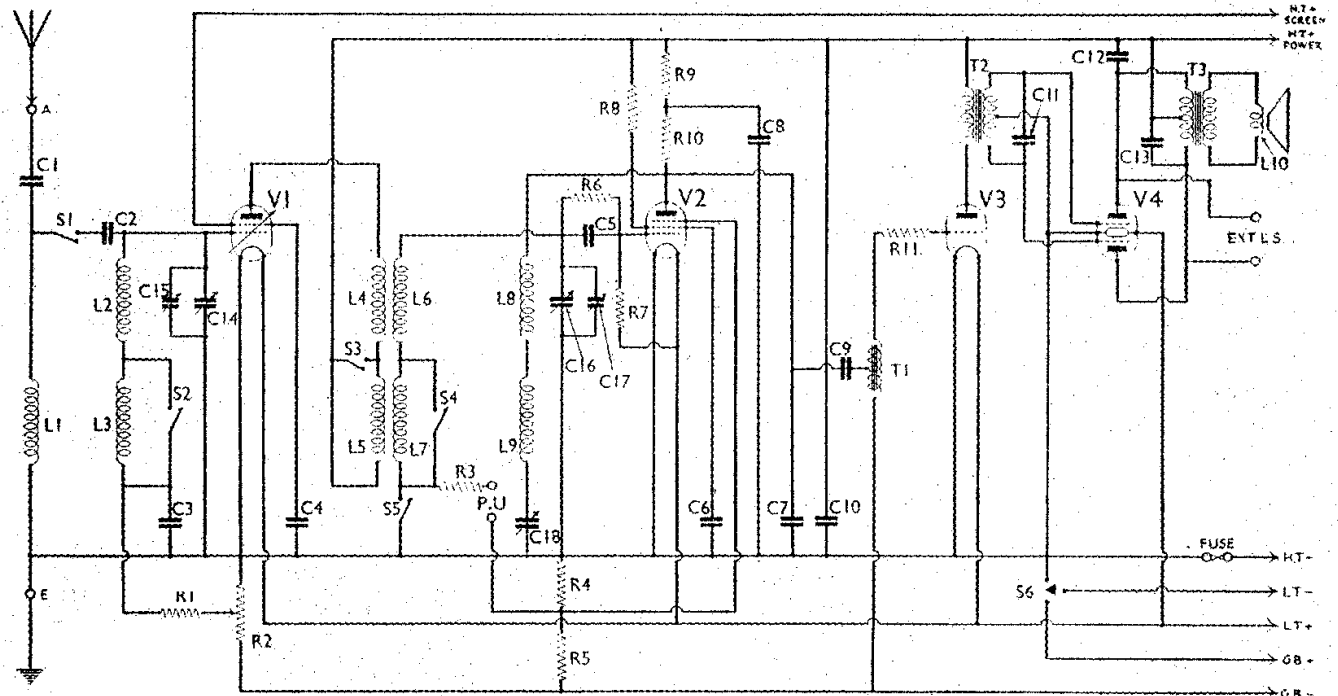 H.T+
SCREEN
H.T+
POWER
C12
T2
T3
R9
R8
C11
A
C8
R10
C13
L10
C1
R6
V1
V2
V3
V4
S1
C2
C5
R11
EXT L.S.
C15
L4
L6
L8
L2
C14
R7
S3
C16
C17
C9
T1
S2
S4
L1
L3
L5
L7
L9
R3
P.U
C3
C4
S5
C18
C6
C7
C10
FUSE
H.T-
R4
E
R1
S6
LT-
LT+
R2
R5
GB+
GB-